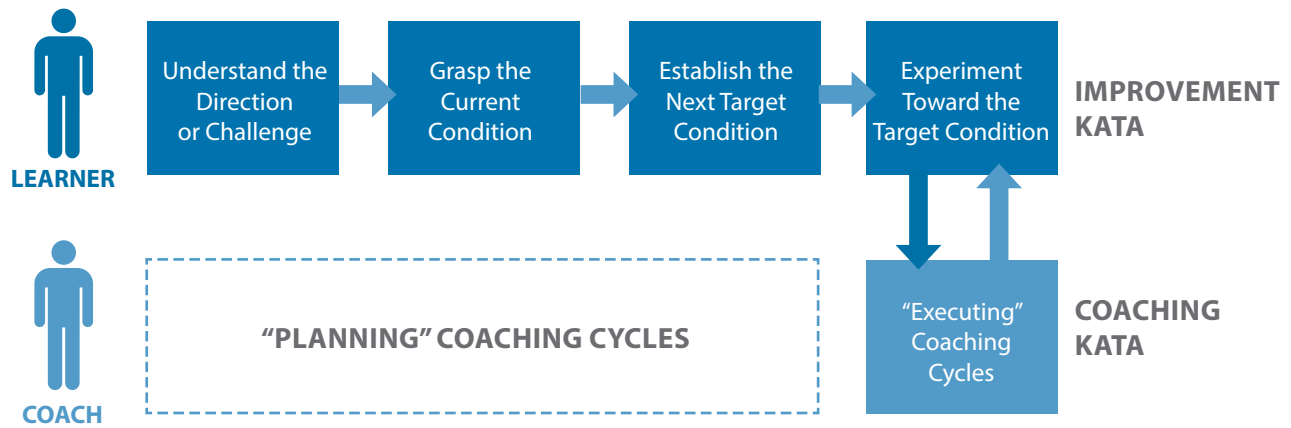 LEARNER
Understand the
Direction
or Challenge
Grasp the
Current
Condition
Establish the
Next Target
Condition
Experiment
Toward the
Target Condition
IMPROVEMENT
KATA
COACH
“PLANNING” COACHING CYCLES
“Executing”
Coaching
Cycles
COACHING
KATA